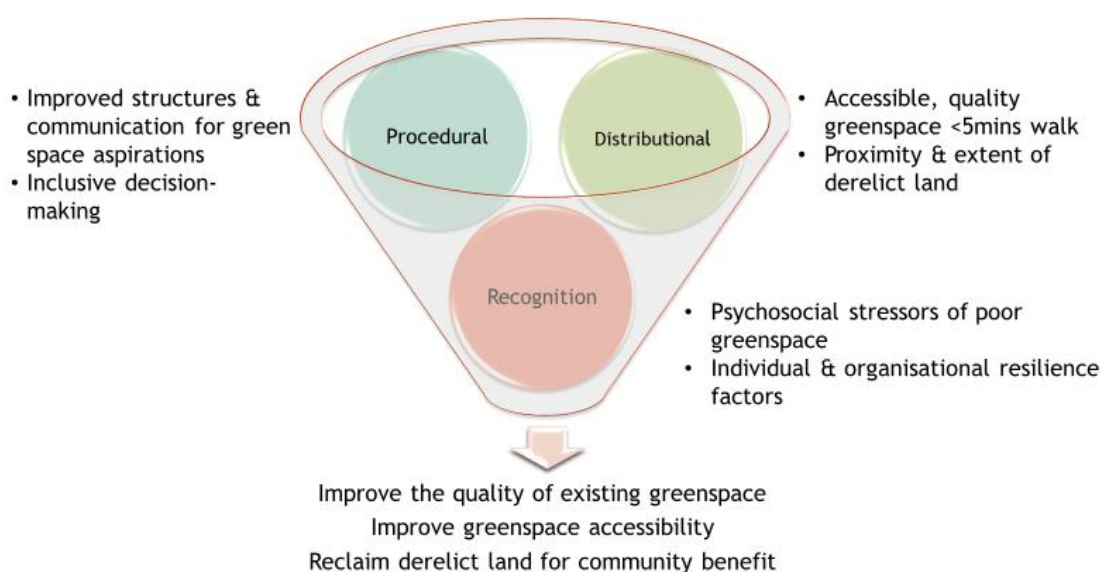 • Improved structures &
communication for green
space aspirations
• Inclusive decision-
making
Procedural
Distributional
• Accessible, quality
greenspace <5mins walk
• Proximity & extent of
derelict land
Recognition
• Psychosocial stressors of poor
greenspace
• Individual & organisational resilience
factors
Improve the quality of existing greenspace
Improve greenspace accessibility
Reclaim derelict land for community benefit